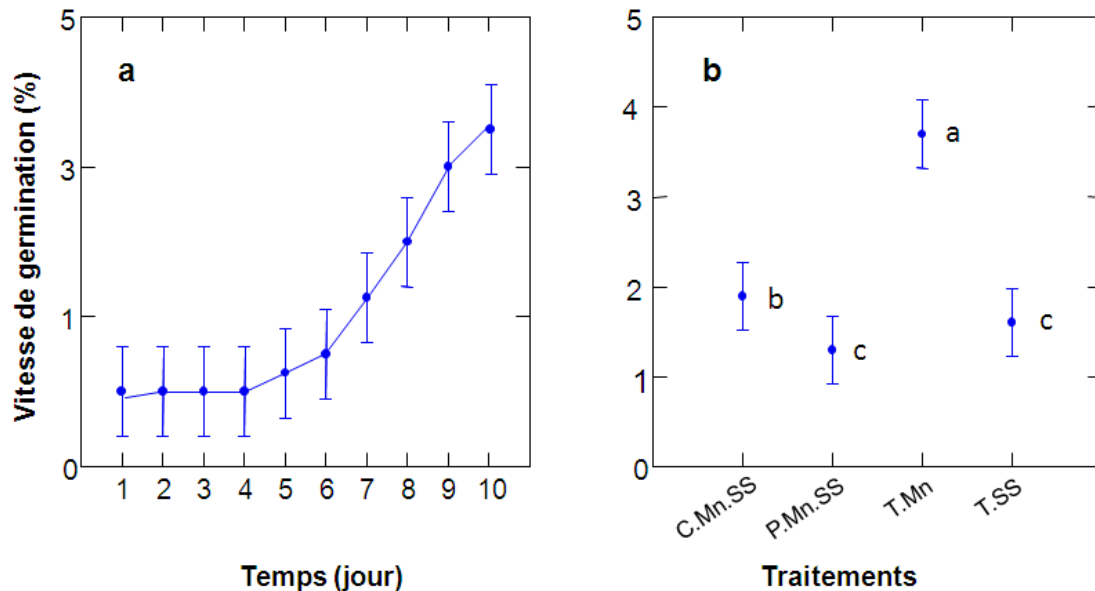 Vitesse de germination (%)
a
5
3
1
0
1 2 3 4 5 6 7 8 9 10
Temps (jour)
b
5
4
3
2
1
0
a
b
c
c
C.Mn.SS P.Mn.SS T.Mn T.SS
Traitements